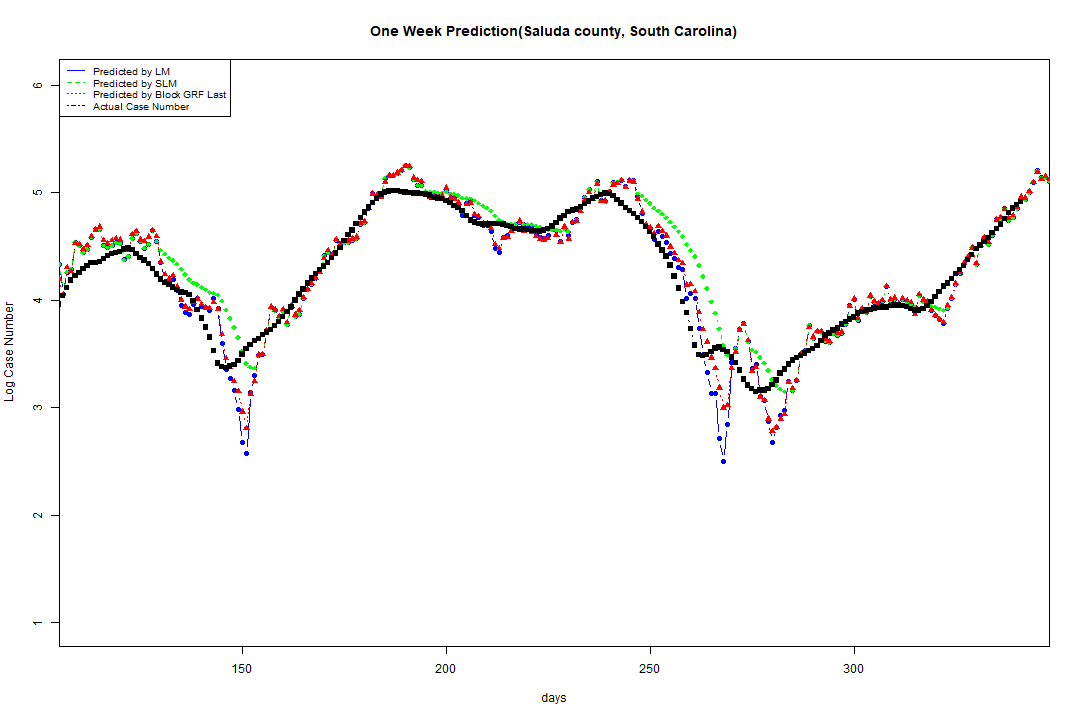 One Week Prediction(Saluda county, South Carolina)
Predicted by LM
Predicted by SLM
Predicted by Block GRF Last
Actual Case Number
6
5
4
3
2
1
Log Case Number
150
200
250
300
days